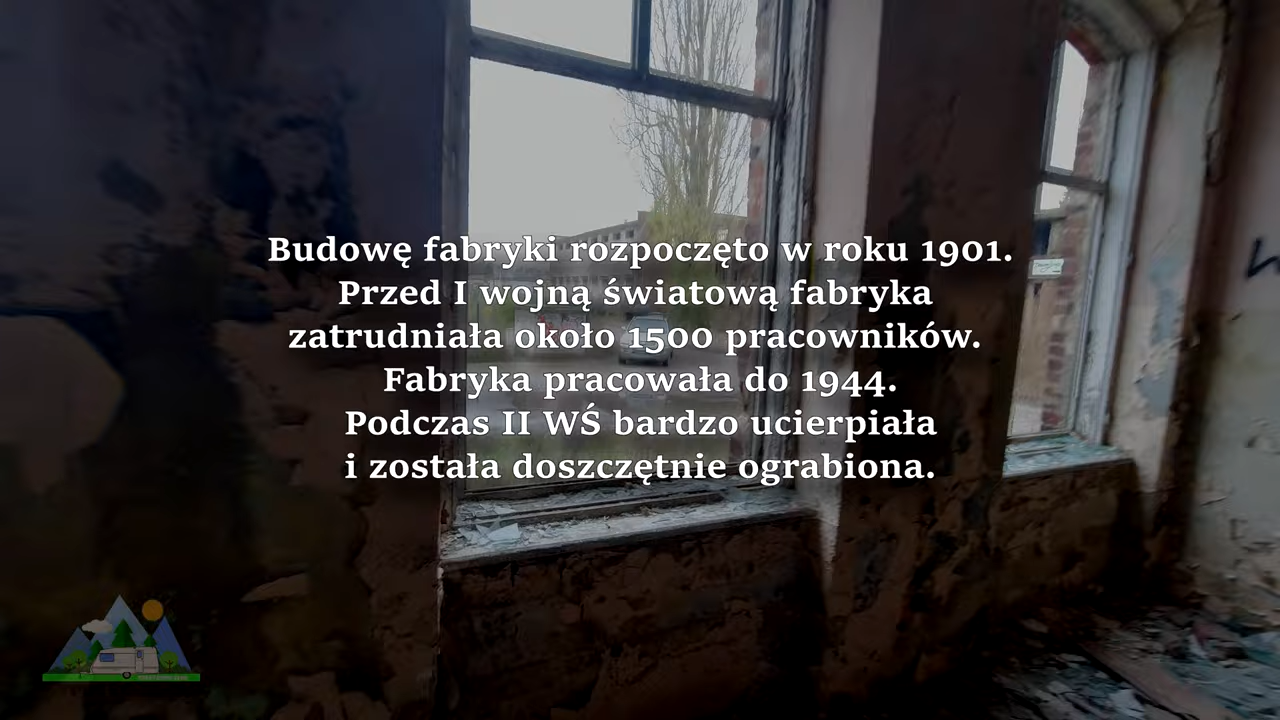 Budowę fabryki rozpoczęto w roku 1901.
Przed I wojną światową fabryka
zatrudniała około 1500 pracowników.
Fabryka pracowała do 1944.
Podczas II WŚ bardzo ucierpiała
i została doszczętnie ograbiona.